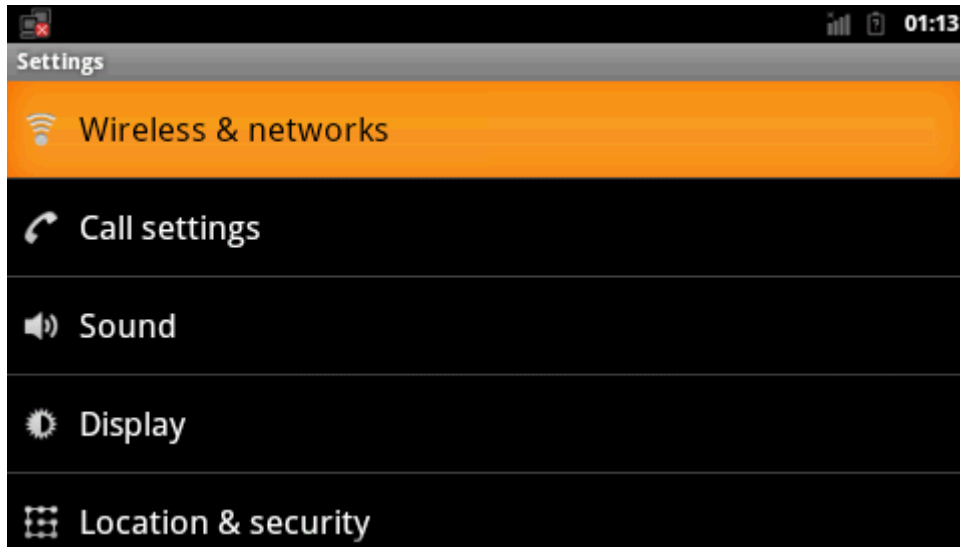 01:13
Settings
Wireless & networks
Call settings
Sound
Display
Location & security